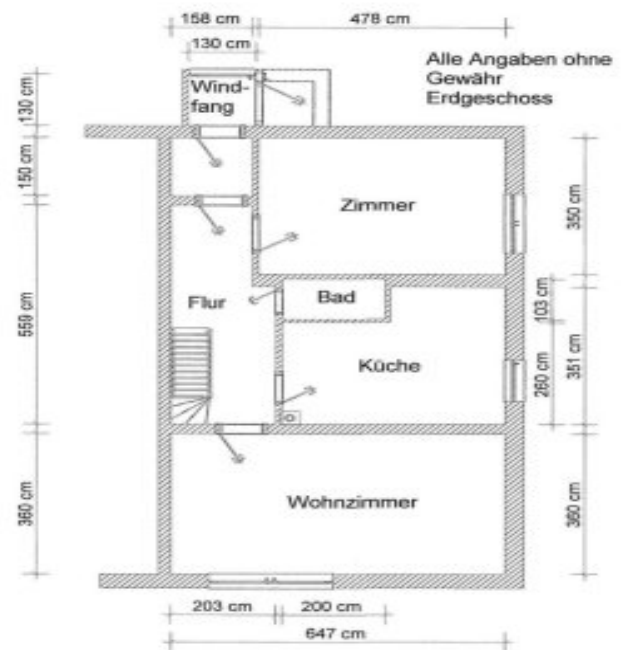 158 cm
478 cm
130 cm
Alle Angaben ohne
Gewähr
Erdgeschoss
Wind-
fang
130 cm
150 cm
559 cm
360 cm
Zimmer
350 cm
Flur
Bad
103 cm
Küche
260 cm
351 cm
Wohnzimmer
360 cm
203 cm
200 cm
647 cm